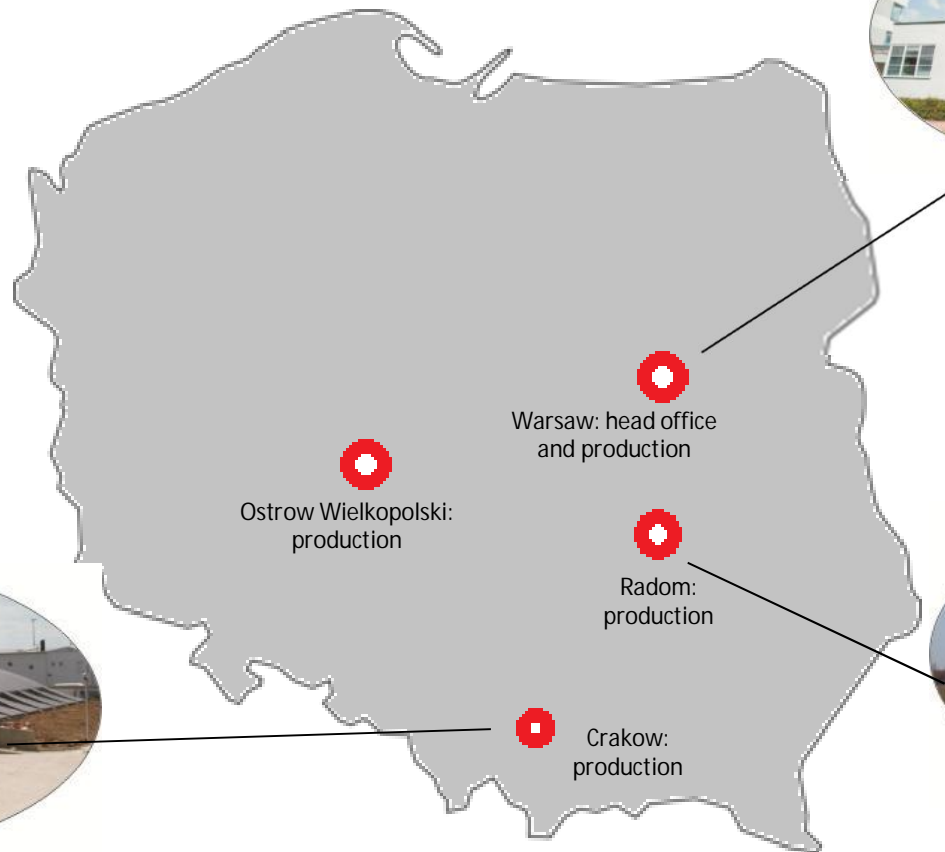 Warsaw: head office
and production
Ostrow Wielkopolski:
production
Radom:
production
Crakow:
production